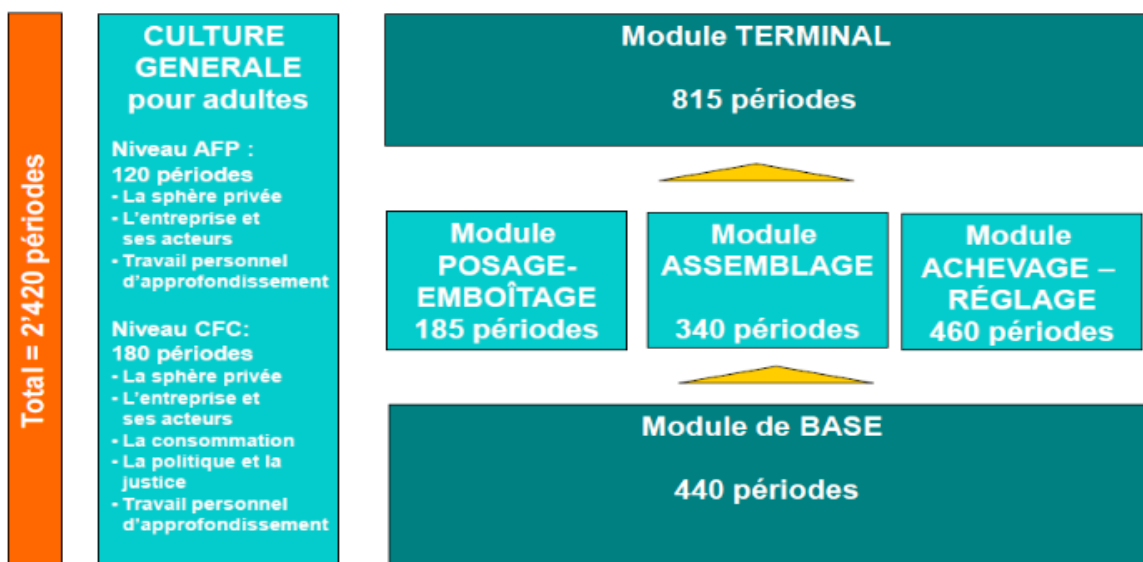 Total = 2'420 périodes
CULTURE
GENERALE
pour adultes
Niveau AFP :
120 périodes
- La sphère privée
- L'entreprise et
ses acteurs
- Travail personnel
d'approfondissement
Niveau CFC:
180 périodes
- La sphère privée
- L'entreprise et
ses acteurs
- La consommation
- La politique et la
justice
- Travail personnel
d'approfondissement
Module TERMINAL
815 périodes
Module
POSAGE-
EMBOÎTAGE
185 périodes
Module
ASSEMBLAGE
340 périodes
Module
ACHEVAGE –
RÉGLAGE
460 périodes
Module de BASE
440 périodes